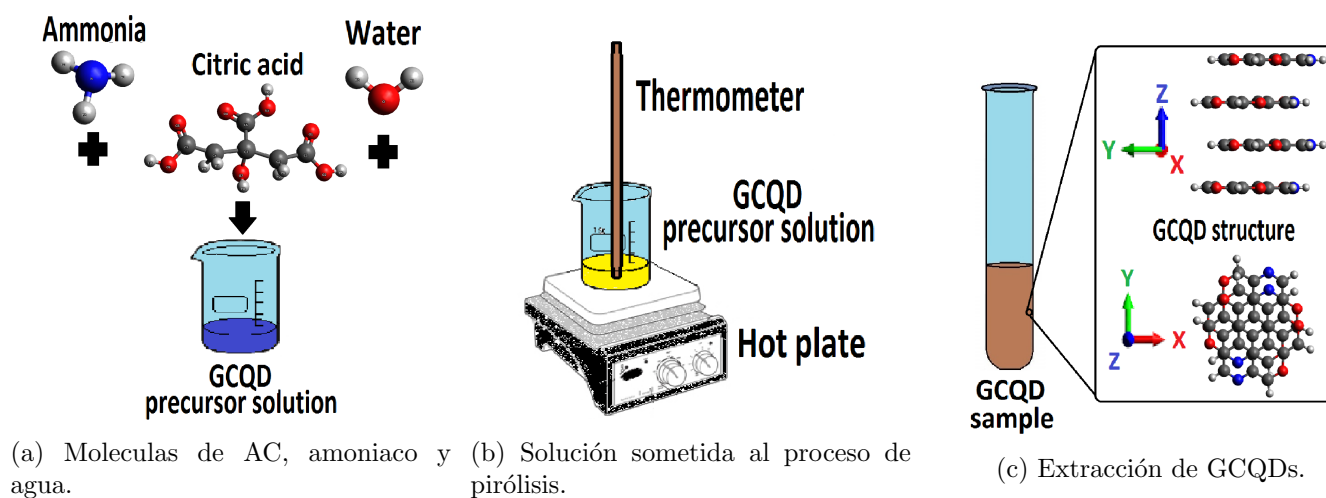 Ammonia
Citric acid
Water
GCQD
precursor solution
(a) Moleculas de AC, amoniaco y
agua.
Thermometer
GCQD
precursor solution
Hot plate
(b) Solución sometida al proceso de
pirólisis.
Z
Y
X
GCQD structure
Y
X
Z
GCQD
sample
(c) Extracción de GCQDs.